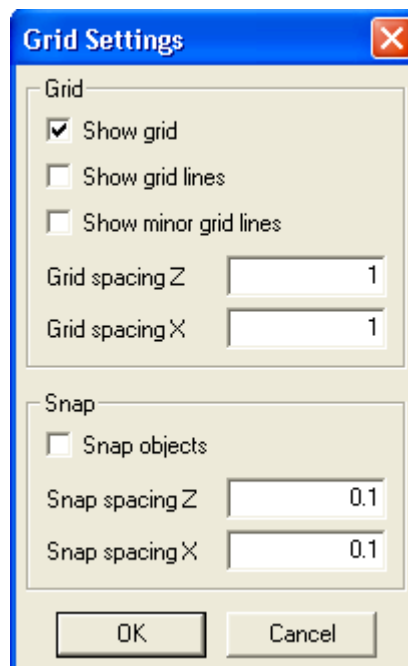 Grid Settings
Grid
Show grid
Show grid lines
Show minor grid lines
Grid spacing Z 1
Grid spacing X 1
Snap
Snap objects
Snap spacing Z 0.1
Snap spacing X 0.1
OK Cancel